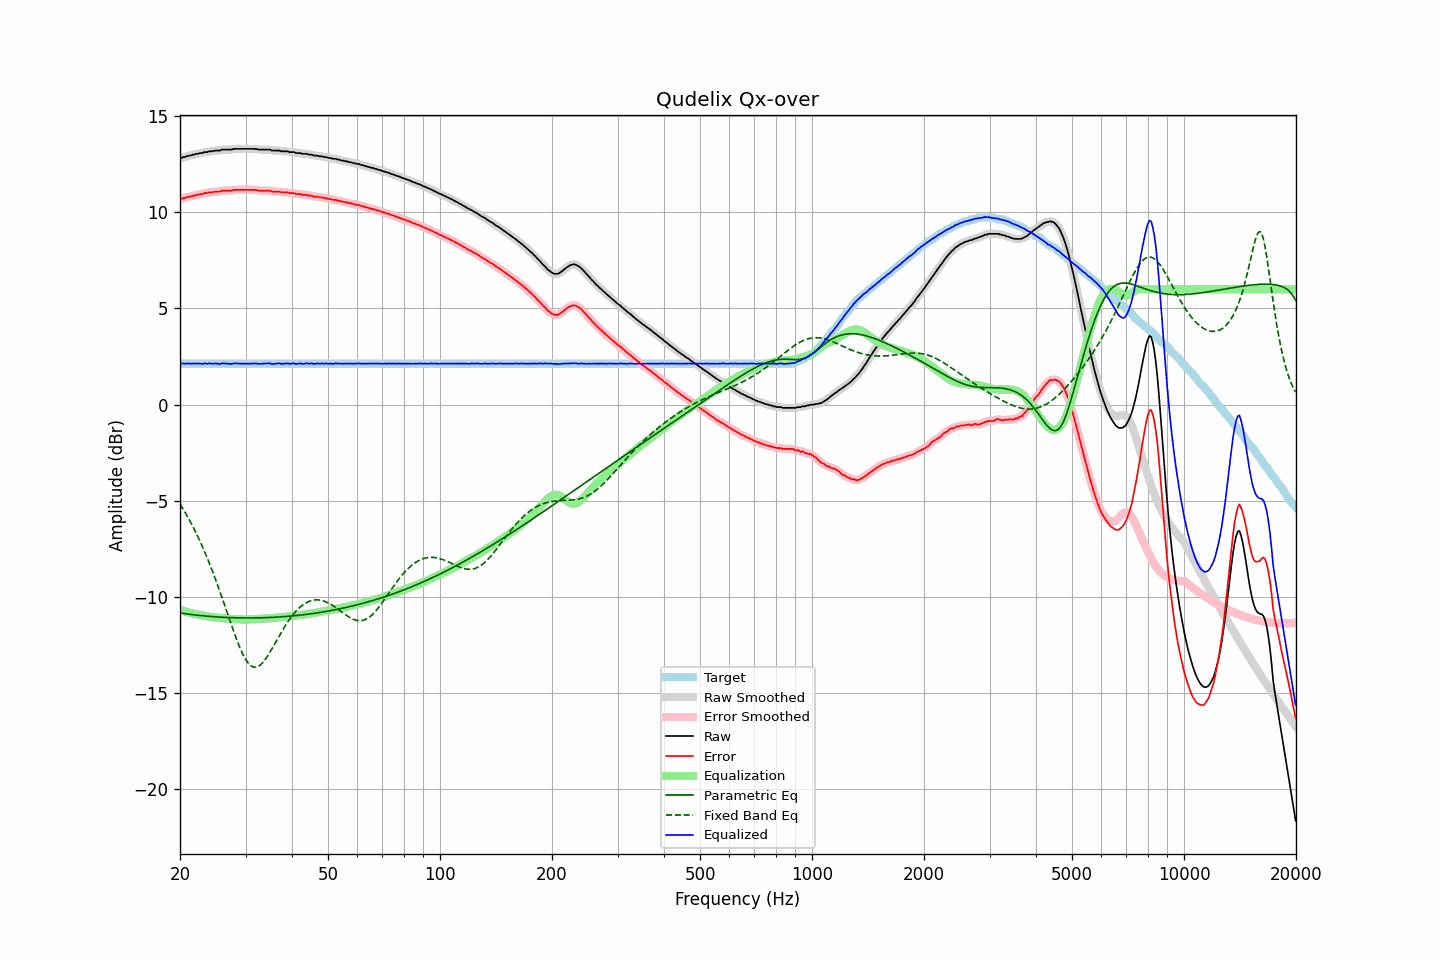 Qudelix Qx-over
Amplitude (dBr)
15
10
5
0
−5
−10
−15
−20
Target
Raw Smoothed
Error Smoothed
Raw
Error
Equalization
Parametric Eq
Fixed Band Eq
Equalized
20 50 100 200 500 1000 2000 5000 10000 20000
Frequency (Hz)